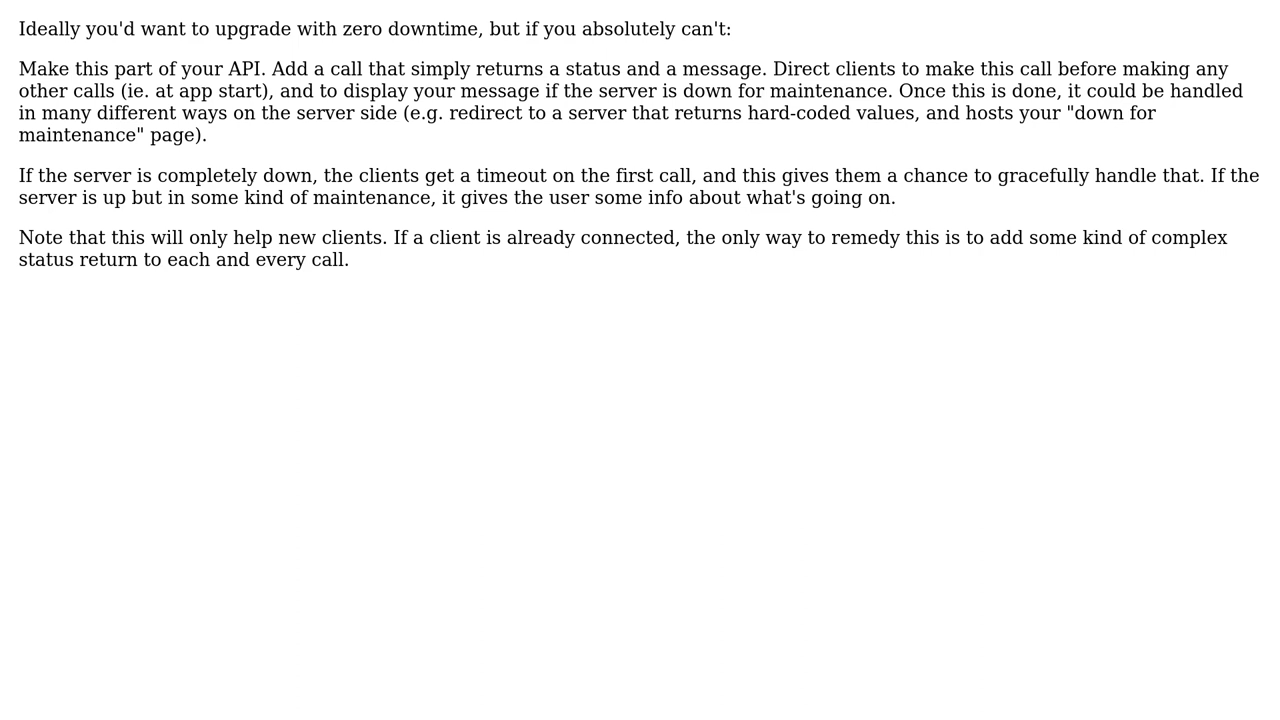 Ideally you'd want to upgrade with zero downtime, but if you absolutely can't:
Make this part of your API. Add a call that simply returns a status and a message. Direct clients to make this call before making any
other calls (ie. at app start), and to display your message if the server is down for maintenance. Once this is done, it could be handled
in many different ways on the server side (e.g. redirect to a server that returns hard-coded values, and hosts your "down for
maintenance" page).
If the server is completely down, the clients get a timeout on the first call, and this gives them a chance to gracefully handle that. If the
server is up but in some kind of maintenance, it gives the user some info about what's going on.
Note that this will only help new clients. If a client is already connected, the only way to remedy this is to add some kind of complex
status return to each and every call.